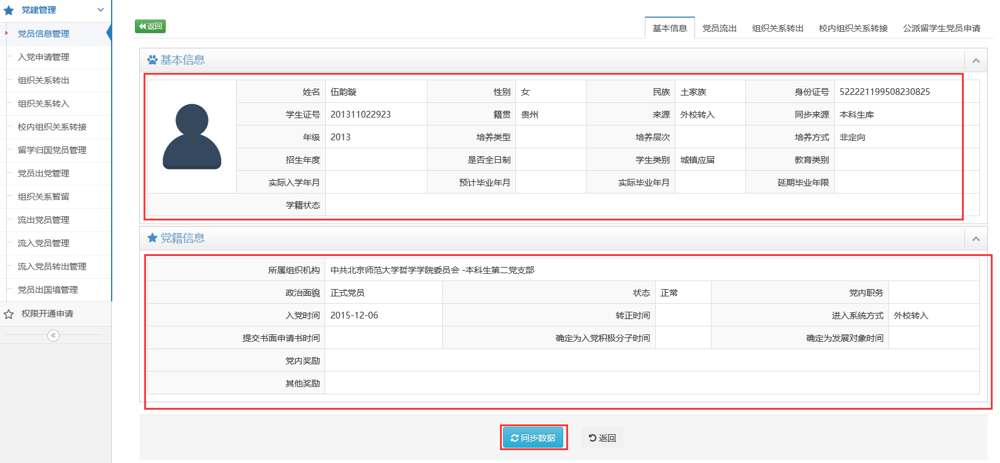 党建管理
党员信息管理
入党申请管理
组织关系转出
组织关系转入
校内组织关系转接
留学归国党员管理
党员出党管理
组织关系暂留
流出党员管理
流入党员管理
流入党员转出管理
党员出国境管理
权限开通申请
返回
基本信息 党员流出 组织关系转出 校内组织关系转接 公派留学生党员申请
基本信息
姓名 伍韵璇 性别 女 民族 土家族 身份证号 522221199508230825
学生证号 201311022923 籍贯 贵州 来源 外校转入 同步来源 本科生库
年级 2013 培养类型 培养层次 培养方式 非定向
招生年度 是否全日制 学生类别 城镇应届 教育类别
实际入学年月 预计毕业年月 实际毕业年月 延期毕业年限
学籍状态
党籍信息
所属组织机构 中共北京师范大学哲学学院委员会 -本科生第二党支部
政治面貌 正式党员 状态 正常 党内职务
入党时间 2015-12-06 转正时间 进入系统方式 外校转入
提交书面申请书时间 确定为入党积极分子时间 确定为发展对象时间
党内奖励
其他奖励
同步数据 返回